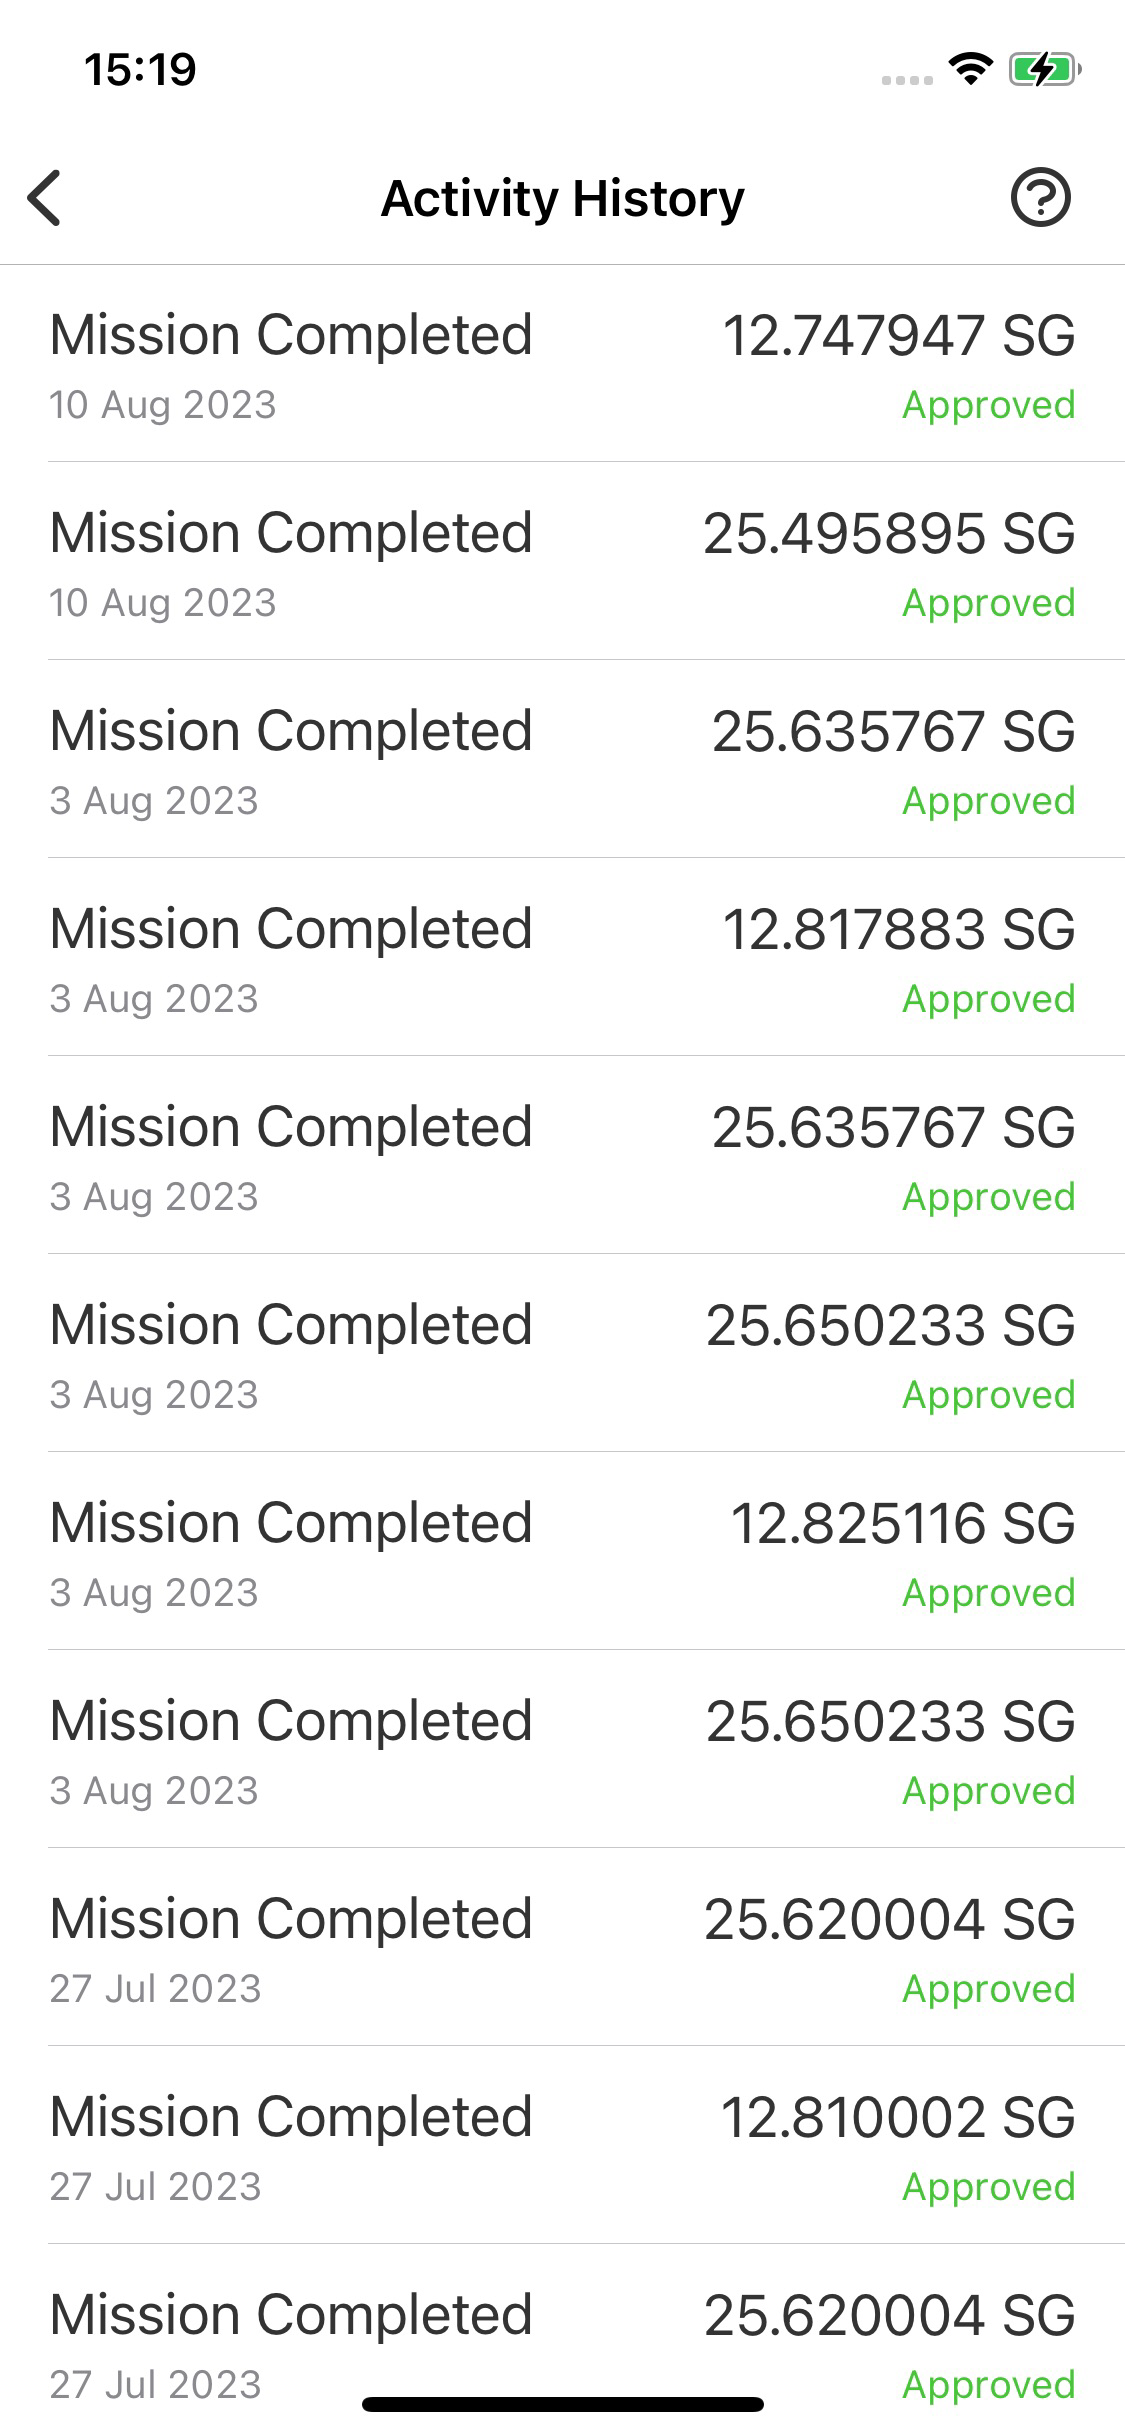 15:19
Activity History
Mission Completed 12.747947 SG
10 Aug 2023 Approved
Mission Completed 25.495895 SG
10 Aug 2023 Approved
Mission Completed 25.635767 SG
3 Aug 2023 Approved
Mission Completed 12.817883 SG
3 Aug 2023 Approved
Mission Completed 25.635767 SG
3 Aug 2023 Approved
Mission Completed 25.650233 SG
3 Aug 2023 Approved
Mission Completed 12.825116 SG
3 Aug 2023 Approved
Mission Completed 25.650233 SG
3 Aug 2023 Approved
Mission Completed 25.620004 SG
27 Jul 2023 Approved
Mission Completed 12.810002 SG
27 Jul 2023 Approved
Mission Completed 25.620004 SG
27 Jul 2023 Approved